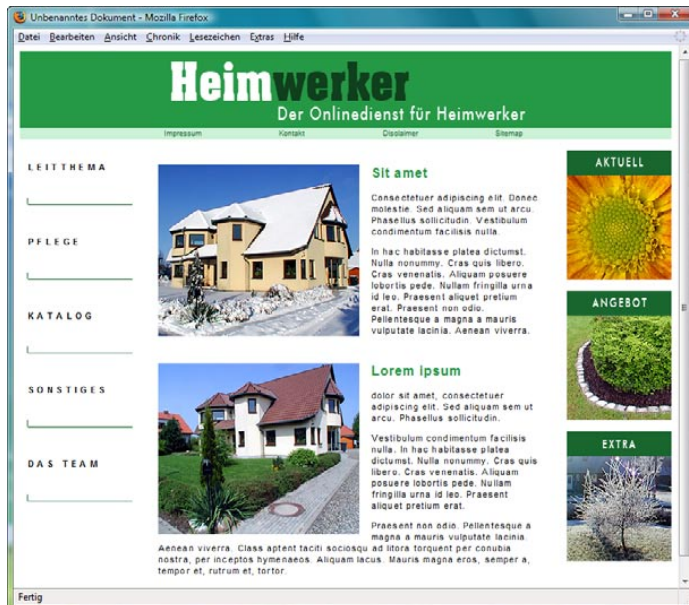 Unbenanntes Dokument - Mozilla Firefox
Datei Bearbeiten Ansicht Chronik Lesezeichen Extras Hilfe
Heimwerker
Der Onlinedienst für Heimwerker
Impressum Kontakt Disclaimer Sitemap
LEITTHEMA
PFLEGE
KATALOG
SONSTIGES
DAS TEAM
Sit amet
Consectetuer adipiscing elit. Donec
molestie. Sed aliquam sem ut arcu.
Phasellus sollicitudin. Vestibulum
condimentum facilisis nulla.
In hac habitasse platea dictumst.
Nulla nonummy. Cras quis libero.
Cras venenatis. Aliquam posuere
lobortis pede. Nullam fringilla urna
id leo. Praesent aliquet pretium
erat. Praesent non odio.
Pellentesque a magna a mauris
vulputate lacinia. Aenean viverra.
Lorem ipsum
dolor sit amet, consectetuer
adipiscing elit. Sed aliquam sem ut
arcu. Phasellus sollicitudin.
Vestibulum condimentum facilisis
nulla. In hac habitasse platea
dictumst. Nulla nonummy. Cras quis
libero. Cras venenatis. Aliquam
posuere lobortis pede. Nullam
fringilla urna id leo. Praesent
aliquet pretium erat.
Praesent non odio. Pellentesque a
magna a mauris vulputate lacinia.
Aenean viverra. Class aptent taciti sociosqu ad litora torquent per conubia
nostra, per inceptos hymenaeos. Aliquam lacus. Mauris magna eros, semper a,
tempor et, rutrum et, tortor.
AKTUELL
ANGEBOT
EXTRA
Fertig